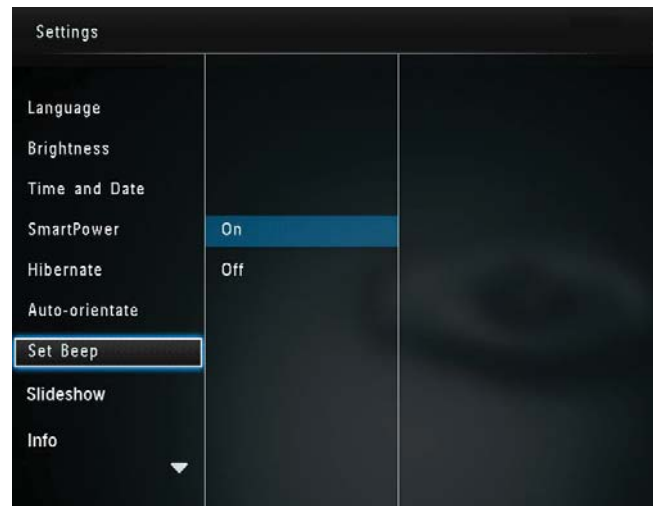 Settings
Language
Brightness
Time and Date
SmartPower
On
Hibernate
Off
Auto-orientate
Set Beep
Slideshow
Info